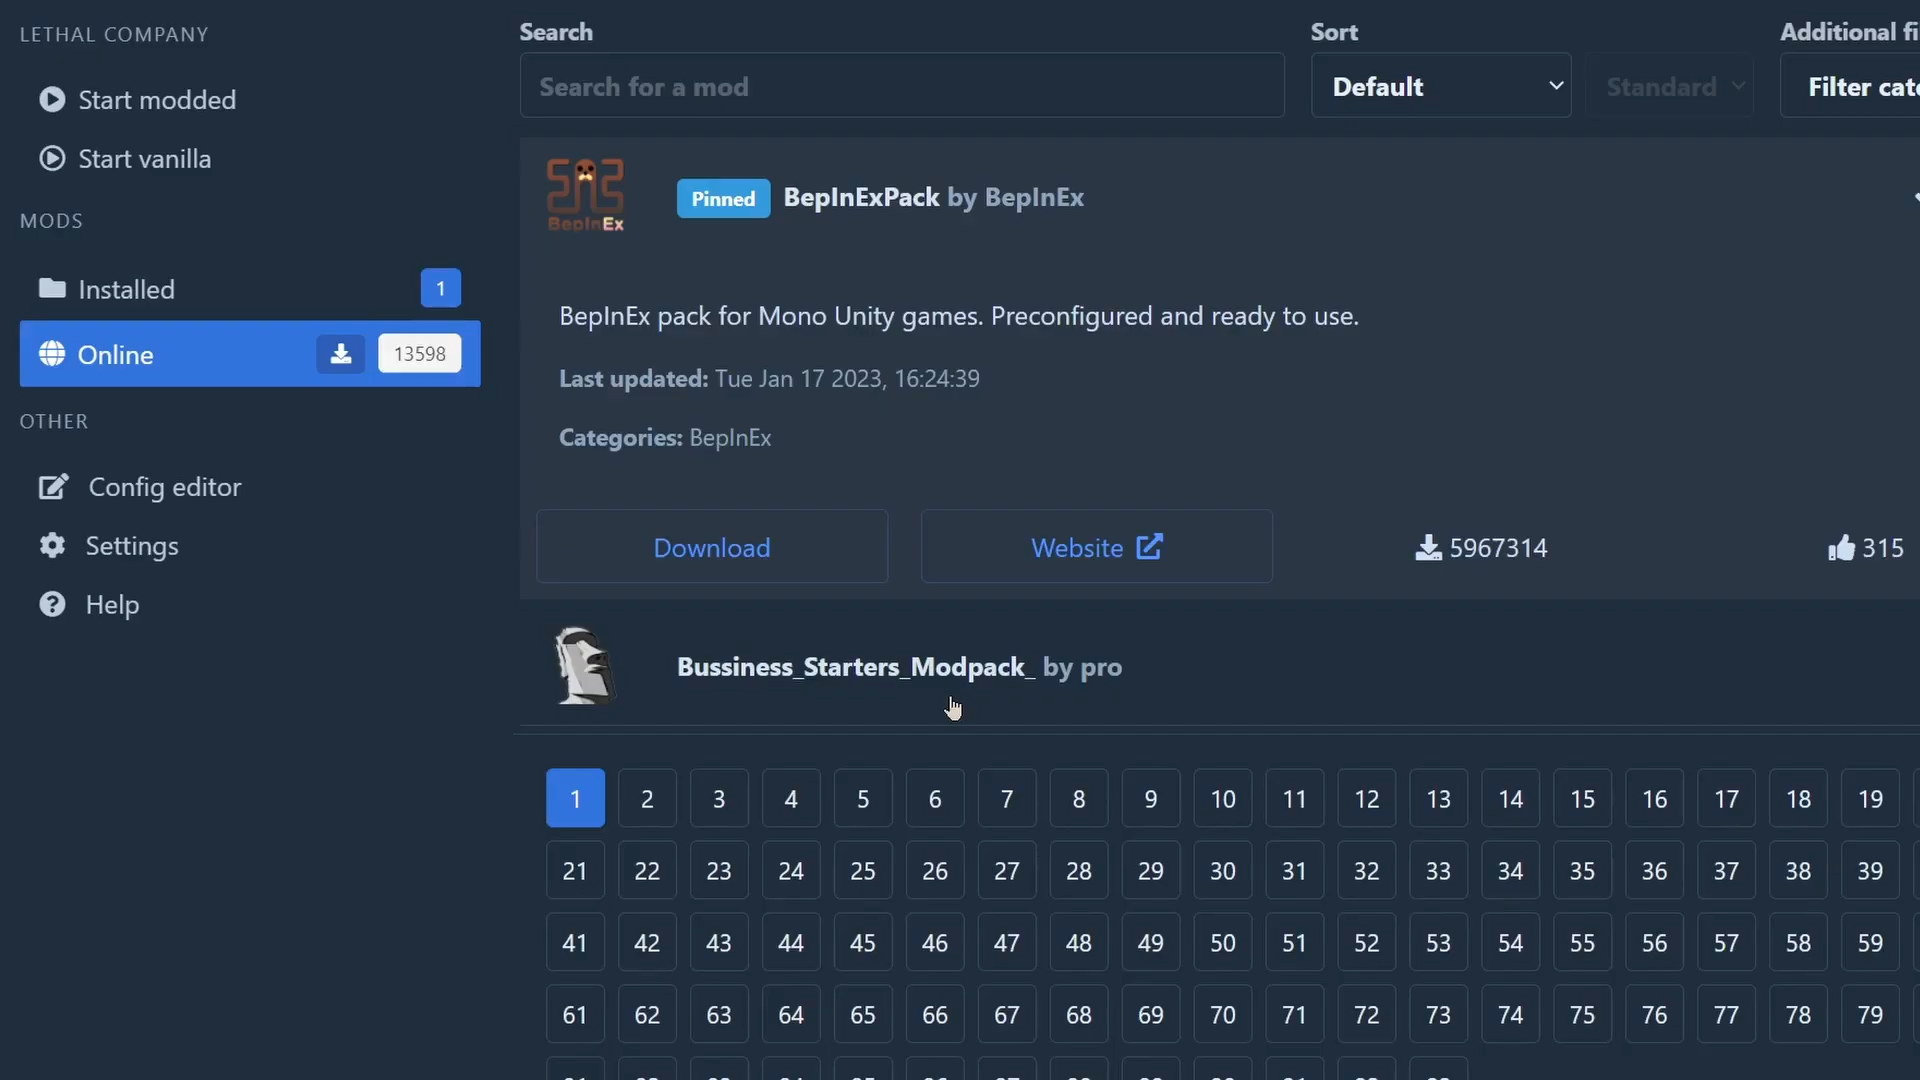 LETHAL COMPANY
Start modded
Start vanilla
MODS
Installed 1
Online 13598
OTHER
Config editor
Settings
Help
Search
Search for a mod
Sort
Default
Standard
Additional fi
Filter cat
BepInEx
Pinned BepInExPack by BepInEx
BepInEx pack for Mono Unity games. Preconfigured and ready to use.
Last updated: Tue Jan 17 2023, 16:24:39
Categories: BepInEx
Download
Website
5967314
315
Bussiness_Starters_Modpack_ by pro
1 2 3 4 5 6 7 8 9 10 11 12 13 14 15 16 17 18 19
21 22 23 24 25 26 27 28 29 30 31 32 33 34 35 36 37 38 39
41 42 43 44 45 46 47 48 49 50 51 52 53 54 55 56 57 58 59
61 62 63 64 65 66 67 68 69 70 71 72 73 74 75 76 77 78 79